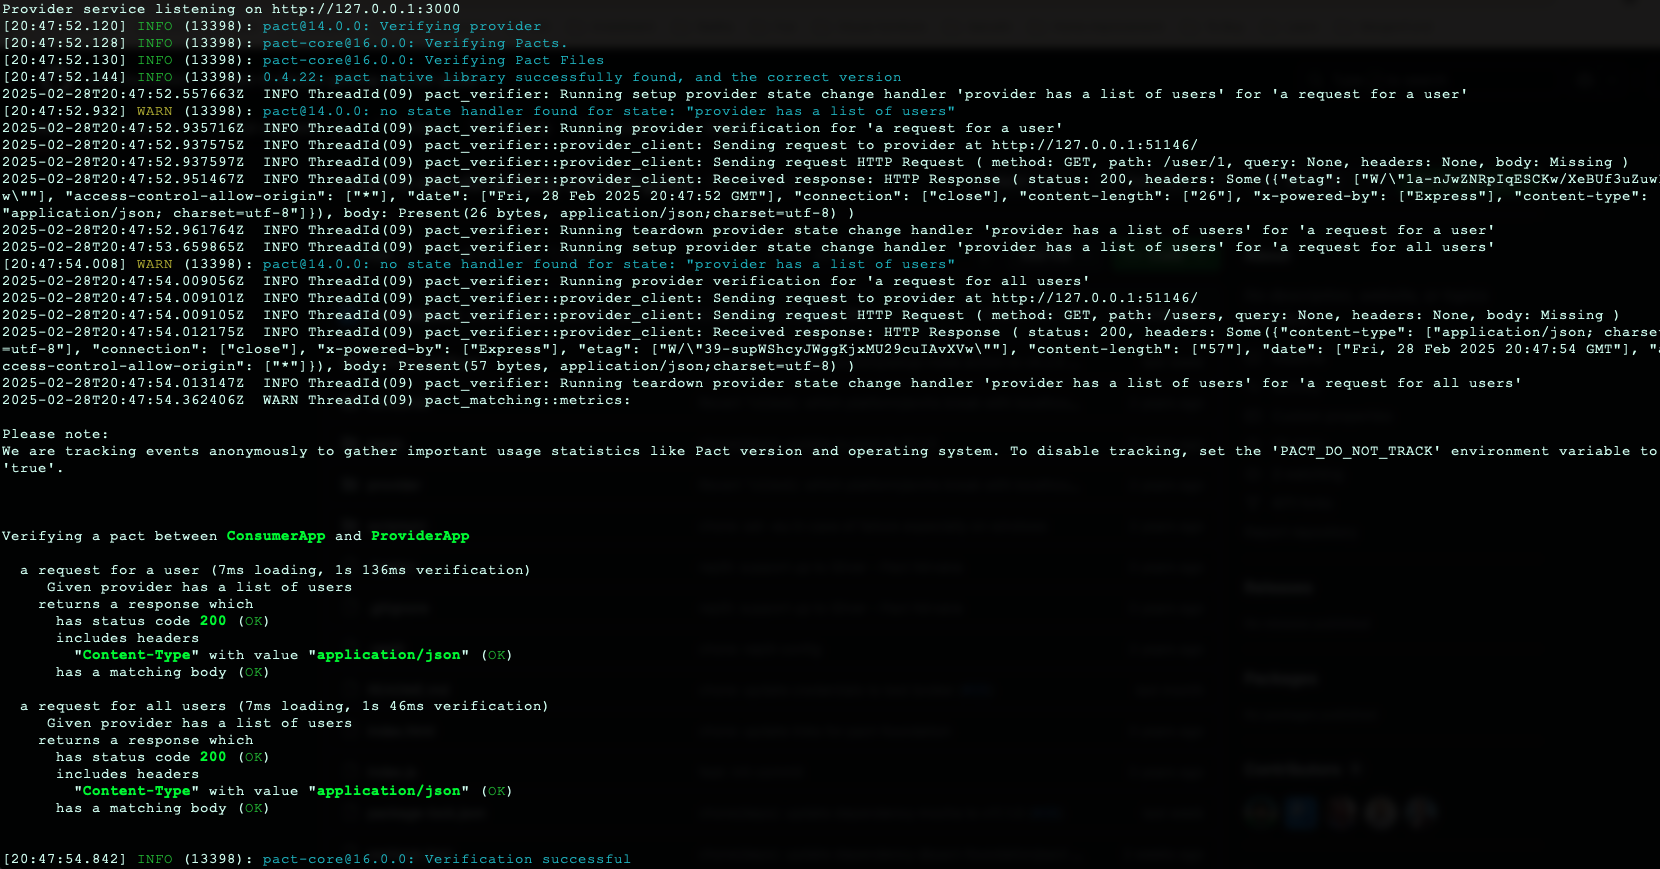 Provider service listening on http://127.0.0.1:3000
[20:47:52.120] INFO (13398): pact@14.0.0: Verifying provider
[20:47:52.128] INFO (13398): pact-core@16.0.0: Verifying Pacts.
[20:47:52.130] INFO (13398): pact-core@16.0.0: Verifying Pact Files
[20:47:52.144] INFO (13398): 0.4.22: pact native library successfully found, and the correct version
2025-02-28T20:47:52.557663Z  INFO ThreadId(09) pact_verifier: Running setup provider state change handler 'provider has a list of users' for 'a request for a user'
[20:47:52.932] WARN (13398): pact@14.0.0: no state handler found for state: "provider has a list of users"
2025-02-28T20:47:52.935716Z  INFO ThreadId(09) pact_verifier: Running provider verification for 'a request for a user'
2025-02-28T20:47:52.937575Z  INFO ThreadId(09) pact_verifier::provider_client: Sending request to provider at http://127.0.0.1:51146/
2025-02-28T20:47:52.937597Z  INFO ThreadId(09) pact_verifier::provider_client: Sending request HTTP Request ( method: GET, path: /user/1, query: None, headers: None, body: Missing )
2025-02-28T20:47:52.951467Z  INFO ThreadId(09) pact_verifier::provider_client: Received response: HTTP Response ( status: 200, headers: Some({"etag": ["W/\"1a-nJwZNRpIqESCKw/XeBUf3uZuw
w\""], "access-control-allow-origin": ["*"], "date": ["Fri, 28 Feb 2025 20:47:52 GMT"], "connection": ["close"], "content-length": ["26"], "x-powered-by": ["Express"], "content-type":
"application/json; charset=utf-8"]}), body: Present(26 bytes, application/json;charset=utf-8) )
2025-02-28T20:47:52.961764Z  INFO ThreadId(09) pact_verifier: Running teardown provider state change handler 'provider has a list of users' for 'a request for a user'
2025-02-28T20:47:53.659865Z  INFO ThreadId(09) pact_verifier: Running setup provider state change handler 'provider has a list of users' for 'a request for all users'
[20:47:54.008] WARN (13398): pact@14.0.0: no state handler found for state: "provider has a list of users"
2025-02-28T20:47:54.009056Z  INFO ThreadId(09) pact_verifier: Running provider verification for 'a request for all users'
2025-02-28T20:47:54.009101Z  INFO ThreadId(09) pact_verifier::provider_client: Sending request to provider at http://127.0.0.1:51146/
2025-02-28T20:47:54.009105Z  INFO ThreadId(09) pact_verifier::provider_client: Sending request HTTP Request ( method: GET, path: /users, query: None, headers: None, body: Missing )
2025-02-28T20:47:54.012175Z  INFO ThreadId(09) pact_verifier::provider_client: Received response: HTTP Response ( status: 200, headers: Some({"content-type": ["application/json; charse
=utf-8"], "connection": ["close"], "x-powered-by": ["Express"], "etag": ["W/\"39-supWShcyJWggKjxMU29cuIAvXVw\""], "content-length": ["57"], "date": ["Fri, 28 Feb 2025 20:47:54 GMT"], "
ccess-control-allow-origin": ["*"]}), body: Present(57 bytes, application/json;charset=utf-8) )
2025-02-28T20:47:54.013147Z  INFO ThreadId(09) pact_verifier: Running teardown provider state change handler 'provider has a list of users' for 'a request for all users'
2025-02-28T20:47:54.362406Z  WARN ThreadId(09) pact_matching::metrics:
Please note:
We are tracking events anonymously to gather important usage statistics like Pact version and operating system. To disable tracking, set the 'PACT_DO_NOT_TRACK' environment variable to
'true'.
Verifying a pact between ConsumerApp and ProviderApp
a request for a user (7ms loading, 1s 136ms verification)
Given provider has a list of users
returns a response which
has status code 200 (OK)
includes headers
"Content-Type" with value "application/json" (OK)
has a matching body (OK)
a request for all users (7ms loading, 1s 46ms verification)
Given provider has a list of users
returns a response which
has status code 200 (OK)
includes headers
"Content-Type" with value "application/json" (OK)
has a matching body (OK)
[20:47:54.842] INFO (13398): pact-core@16.0.0: Verification successful